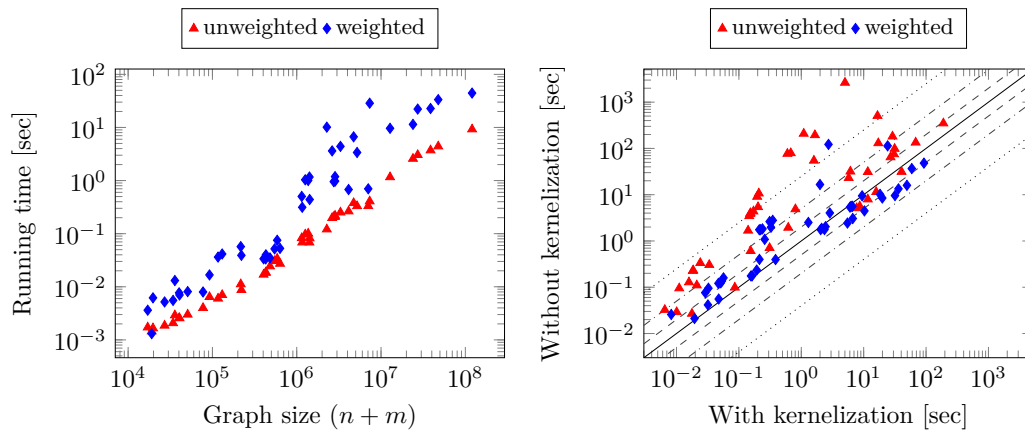 unweighted weighted
10^2
10^1
10^0
10^-1
10^-2
10^-3
Running time [sec]
10^4 10^5 10^6 10^7 10^8
Graph size (n + m)
unweighted weighted
10^3
10^2
10^1
10^0
10^-1
10^-2
Without kernelization [sec]
10^-2 10^-1 10^0 10^1 10^2 10^3
With kernelization [sec]